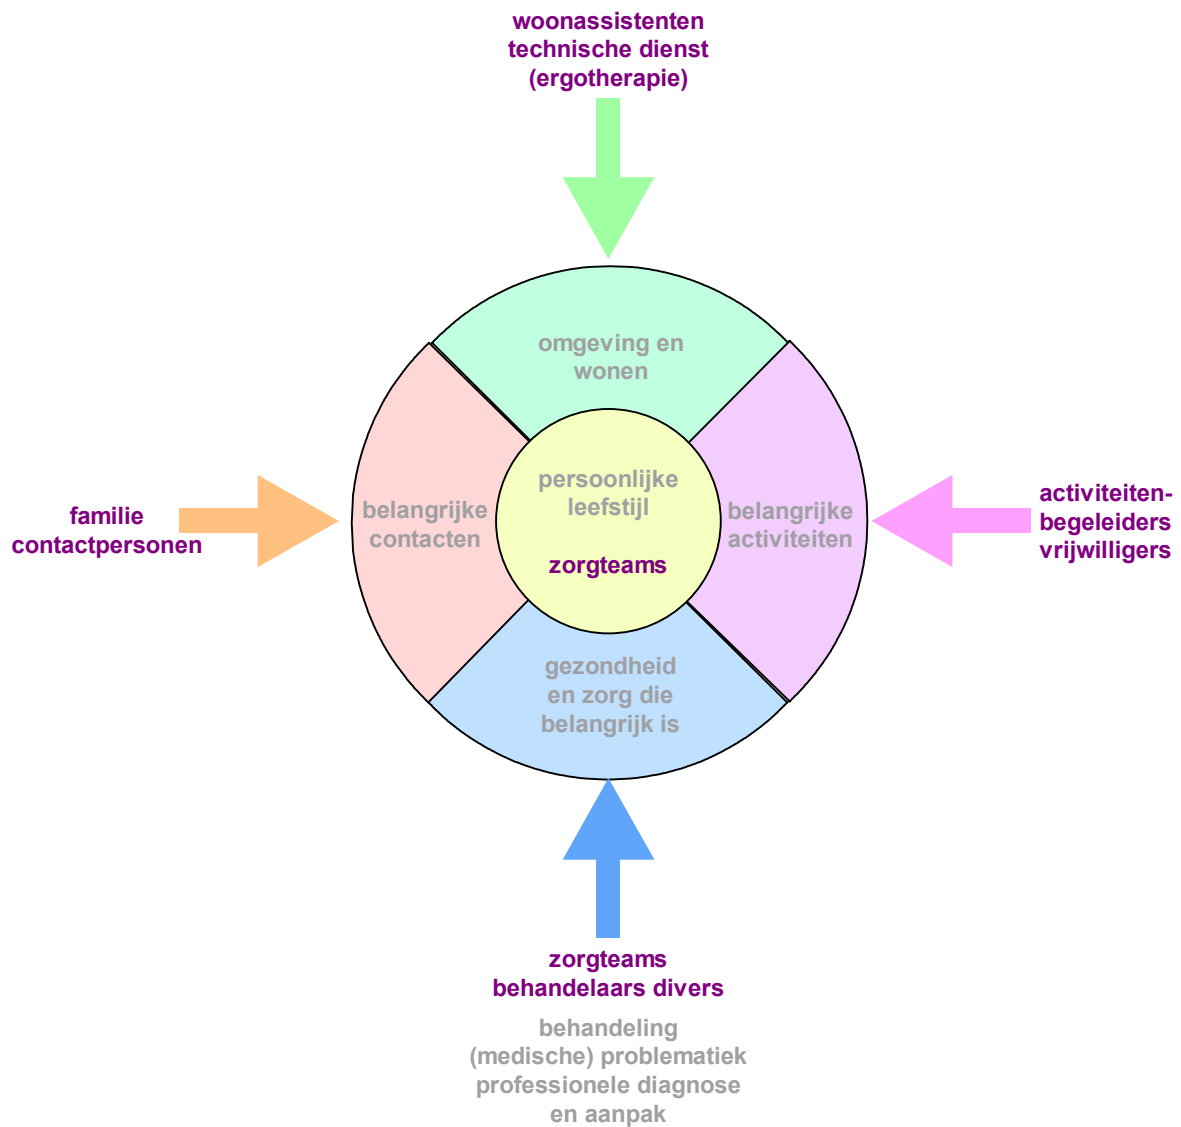 woonassistenten
technische dienst
(ergotherapie)
omgeving en
wonen
persoonlijke
leefstijl
zorgteams
belangrijke
contacten
belangrijke
activiteiten
familie
contactpersonen
activiteiten-
begeleiders
vrijwilligers
gezondheid
en zorg die
belangrijk is
zorgteams
behandelaars divers
behandeling
(medische) problematiek
professionele diagnose
en aanpak